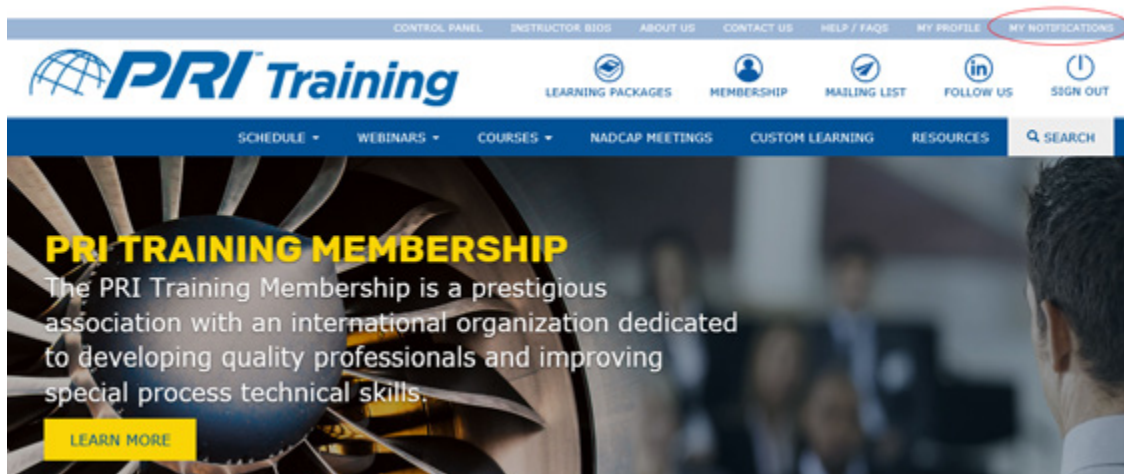 CONTROL PANEL INSTRUCTOR BIOS ABOUT US CONTACT US HELP / FAQS MY PROFILE MY NOTIFICATIONS
PRI™ Training
LEARNING PACKAGES MEMBERSHIP MAILING LIST FOLLOW US SIGN OUT
SCHEDULE WEBINARS COURSES NADCAP MEETINGS CUSTOM LEARNING RESOURCES SEARCH
PRI TRAINING MEMBERSHIP
The PRI Training Membership is a prestigious
association with an international organization dedicated
to developing quality professionals and improving
special process technical skills.
LEARN MORE